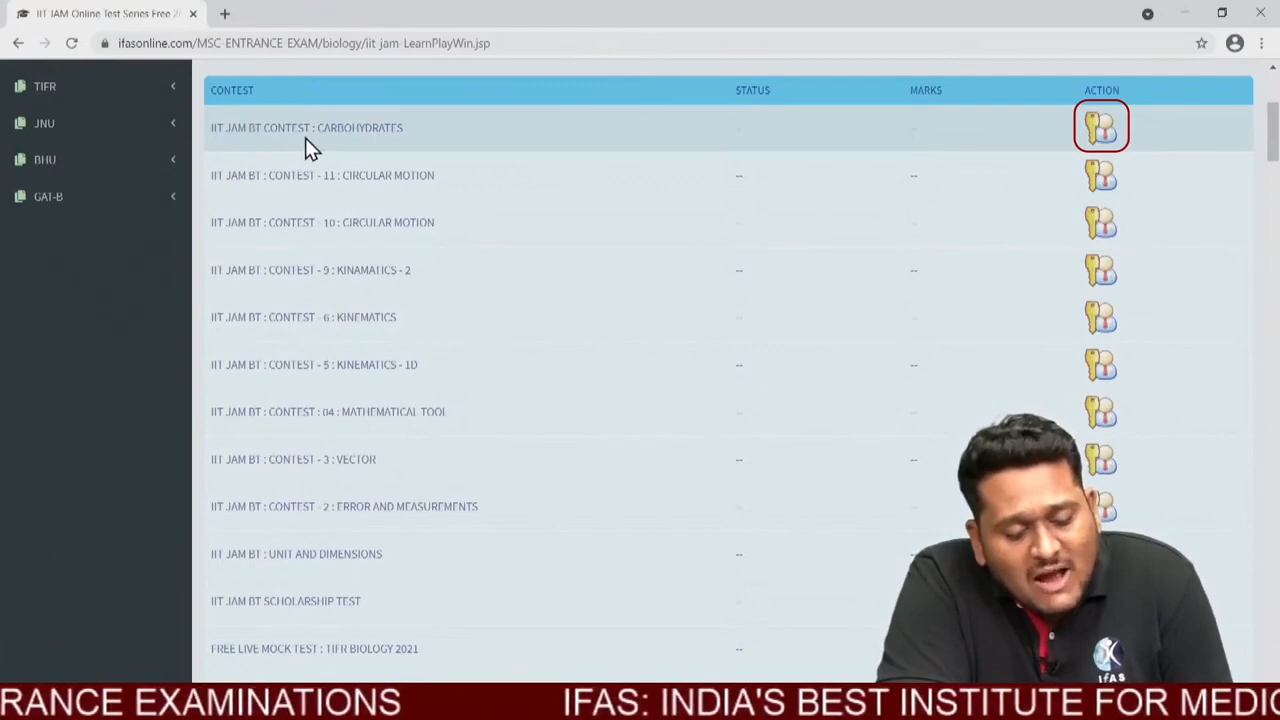 IIT JAM Online Test Series Free 2
ifasonline.com/MSC-ENTRANCE-EXAM/biology/iit-jam-LearnPlayWin.jsp
TIFR
JNU
BHU
GAT-B
CONTEST STATUS MARKS ACTION
IIT JAM BT CONTEST : CARBOHYDRATES -- --
IIT JAM BT : CONTEST - 11 : CIRCULAR MOTION -- --
IIT JAM BT : CONTEST - 10 : CIRCULAR MOTION -- --
IIT JAM BT : CONTEST - 9 : KINAMATICS - 2 -- --
IIT JAM BT : CONTEST - 6 : KINEMATICS -- --
IIT JAM BT : CONTEST - 5 : KINEMATICS - 1D -- --
IIT JAM BT : CONTEST : 04 : MATHEMATICAL TOOL -- --
IIT JAM BT : CONTEST - 3 : VECTOR -- --
IIT JAM BT : CONTEST - 2 : ERROR AND MEASUREMENTS -- --
IIT JAM BT : UNIT AND DIMENSIONS -- --
IIT JAM BT SCHOLARSHIP TEST --
FREE LIVE MOCK TEST : TIFR BIOLOGY 2021 --
IFAS
RANCE EXAMINATIONS IFAS: INDIA'S BEST INSTITUTE FOR MEDIC